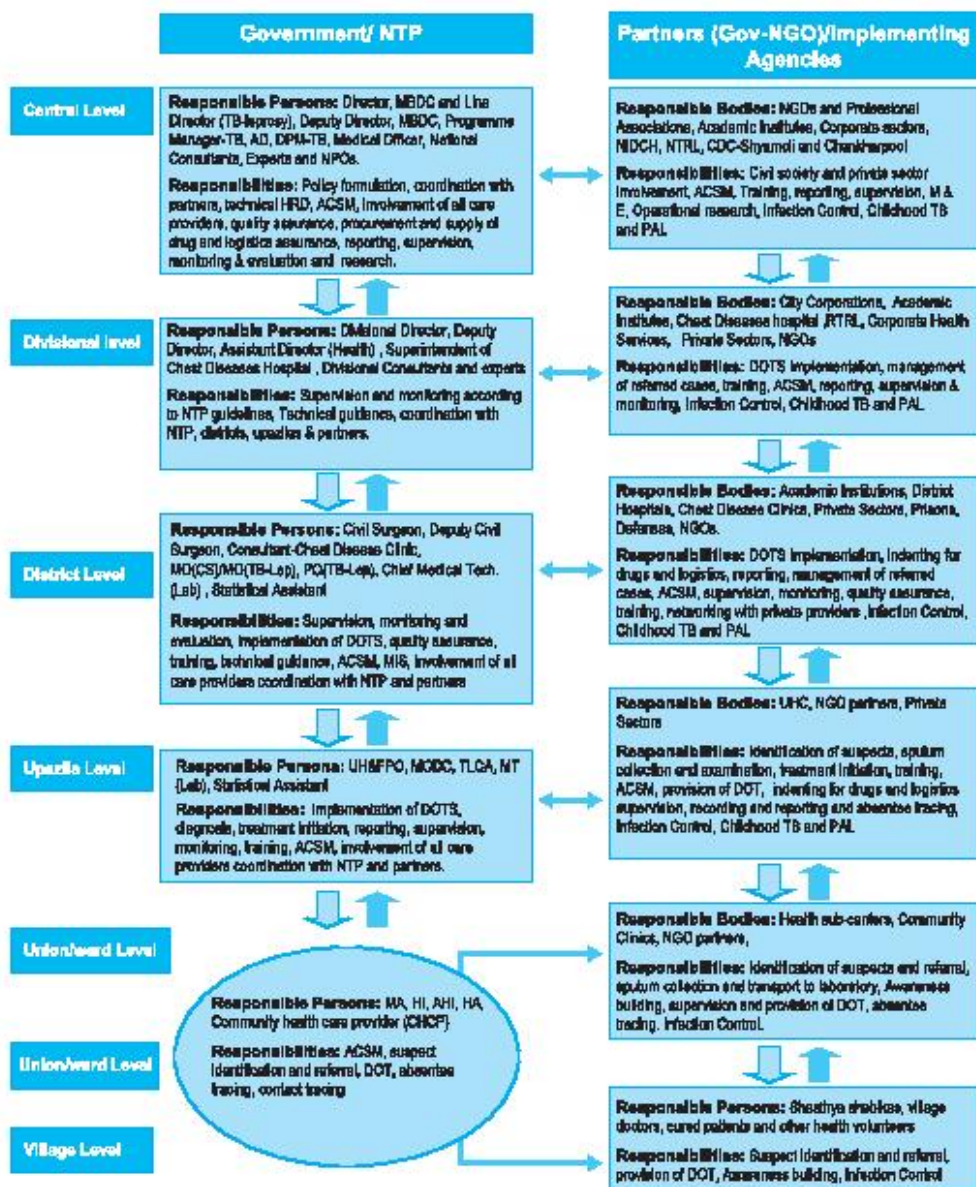 Government/ NTP
Partners (Gov-NGO)/Implementing
Agencies
Central Level
Responsible Persons: Director, MBDC and Line
Director (TB-leprosy), Deputy Director, MBDC, Programme
Manager-TB, AD, DPM-TB, Medical Officer, National
Consultants, Experts and NPOs.
Responsibilities: Policy formulation, coordination with
partners, technical HRD, ACSM, Involvement of all care
providers, quality assurance, procurement and supply of
drug and logistics assurance, reporting, supervision,
monitoring & evaluation and research.
Responsible Bodies: NGOs and Professional
Associations, Academic Institutes, Corporate sectors,
NIDCH, NTRL, CDC-Shyamoli and Chankharpool
Responsibilities: Civil society and private sector
Involvement, ACSM, Training, reporting, supervision, M &
E, Operational research, Infection Control, Childhood TB
and PAL
Divisional level
Responsible Persons: Divisional Director, Deputy
Director, Assistant Director (Health) , Superintendent of
Chest Diseases Hospital , Divisional Consultants and experts
Responsibilities: Supervision and monitoring according
to NTP guidelines, Technical guidance, coordination with
NTP, districts, upazilas & partners.
Responsible Bodies: City Corporations, Academic
Institutes, Chest Diseases hospital ,RTRL, Corporate Health
Services, Private Sectors, NGOs
Responsibilities: DOTS Implementation, management
of referred cases, training, ACSM, reporting, supervision &
monitoring, Infection Control, Childhood TB and PAL
District Level
Responsible Persons: Civil Surgeon, Deputy Civil
Surgeon, Consultant-Chest Disease Clinic,
MO(CS)/MO(TB-Lep), PO(TB-Lep), Chief Medical Tech.
(Lab) , Statistical Assistant
Responsibilities: Supervision, monitoring and
evaluation, implementation of DOTS, quality assurance,
training, technical guidance, ACSM, MIS, involvement of all
care providers coordination with NTP and partners
Responsible Bodies: Academic Institutions, District
Hospitals, Chest Disease Clinics, Private Sectors, Prisons,
Defenses, NGOs.
Responsibilities: DOTS Implementation, Indenting for
drugs and logistics, reporting, management of referred
cases, ACSM, supervision, monitoring, quality assurance,
training, networking with private providers ,Infection Control,
Childhood TB and PAL
Upazila Level
Responsible Persons: UH&FPO, MODC, TLCA, MT
(Lab), Statistical Assistant
Responsibilities: Implementation of DOTS,
diagnosis, treatment initiation, reporting, supervision,
monitoring, training, ACSM, involvement of all care
providers coordination with NTP and partners.
Responsible Bodies: UHC, NGO partners, Private
Sectors
Responsibilities: Identification of suspects, sputum
collection and examination, treatment initiation, training,
ACSM, provision of DOT, indenting for drugs and logistics
supervision, recording and reporting and absentee tracing,
Infection Control, Childhood TB and PAL
Union/ward Level
Responsible Persons: MA, HI, AHI, HA,
Community health care provider (CHCP)
Responsibilities: ACSM, suspect
Identification and referral, DOT, absentee
tracing, contact tracing
Responsible Bodies: Health sub-centers, Community
Clinics, NGO partners,
Responsibilities: Identification of suspects and referral,
sputum collection and transport to laboratory, Awareness
building, supervision and provision of DOT, absentee
tracing. Infection Control.
Union/ward Level
Village Level
Responsible Persons: Shasthya shebikas, village
doctors, cured patients and other health volunteers
Responsibilities: Suspect Identification and referral,
provision of DOT, Awareness building, Infection Control